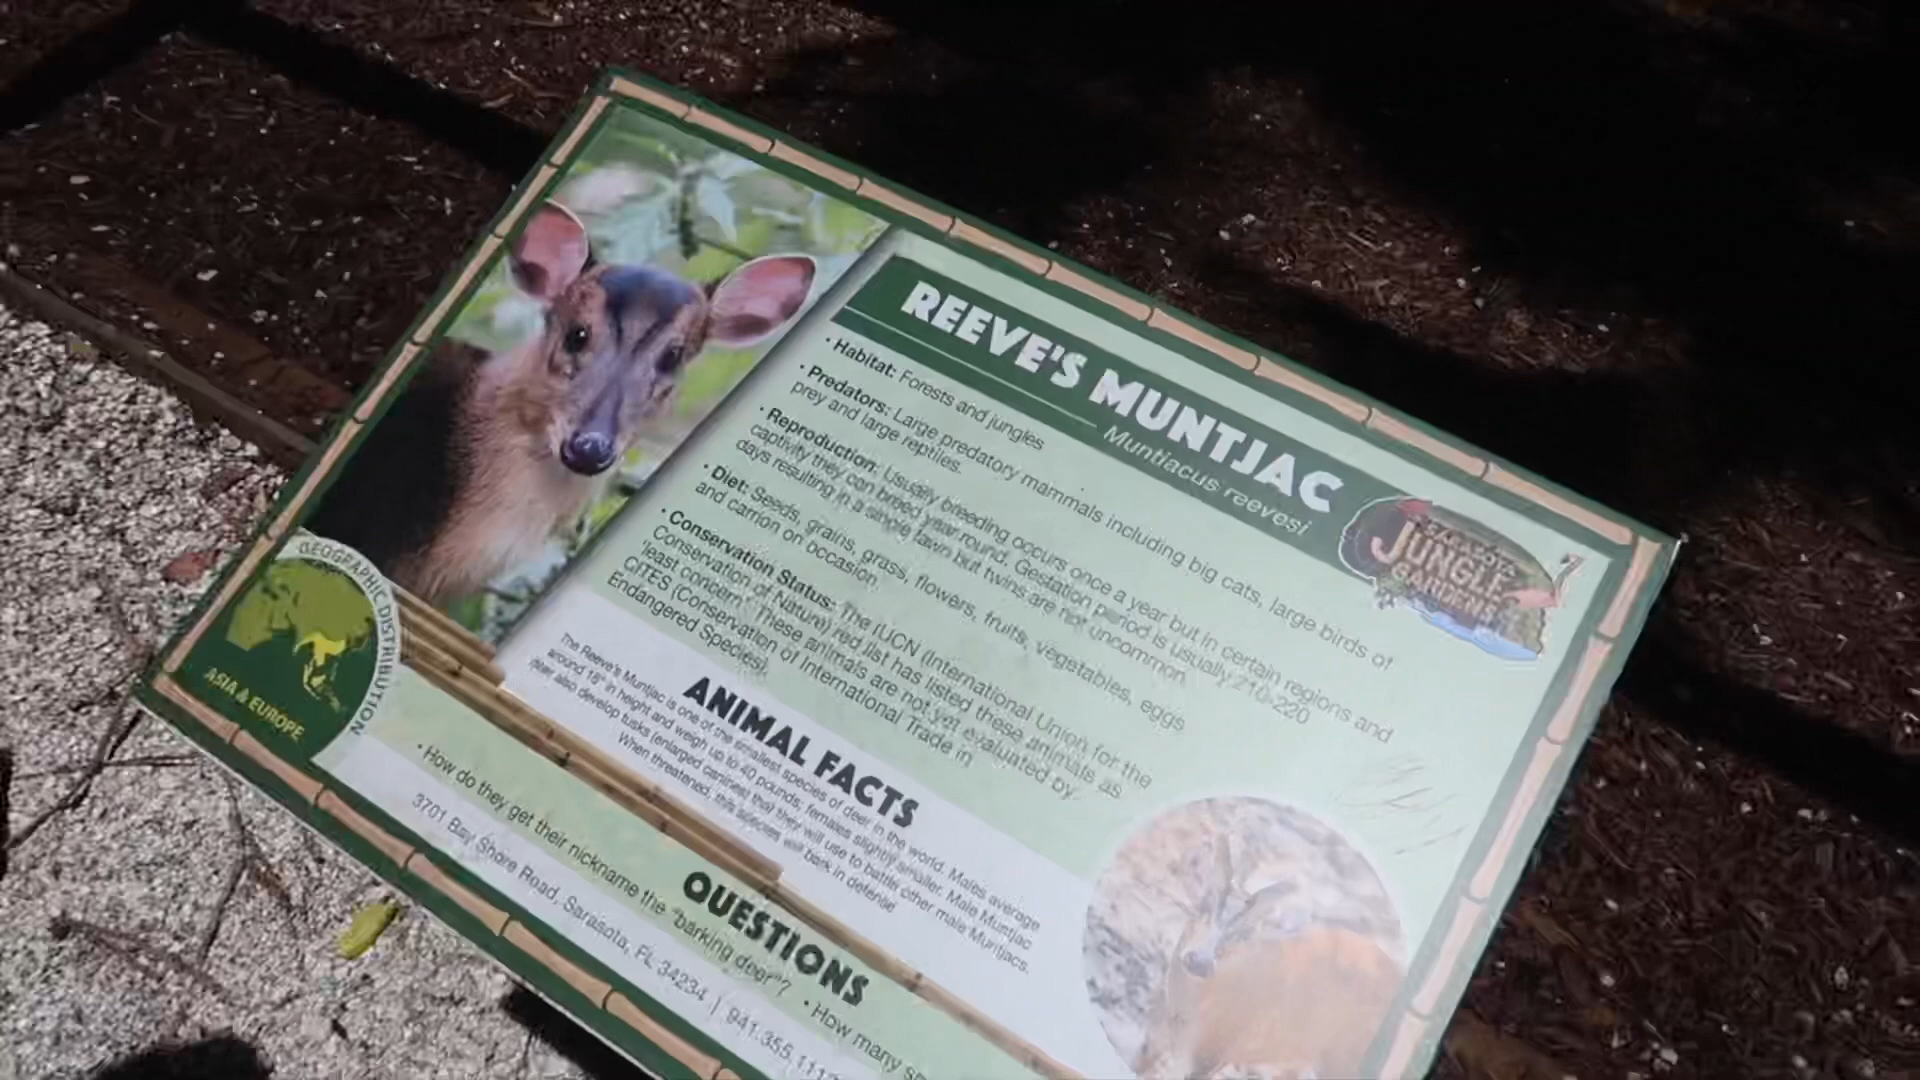 REEVE'S MUNTJAC
Muntiacus reevesi
• Habitat: Forests and jungles
• Predators: Large predatory mammals including big cats, large birds of
prey and large reptiles.
• Reproduction: Usually breeding occurs once a year but in certain regions and
captivity they can breed year round. Gestation period is usually 210-220
days resulting in a single fawn but twins are not uncommon.
• Diet: Seeds, grains, grass, flowers, fruits, vegetables, eggs
and carrion on occasion.
• Conservation Status: The IUCN (International Union for the
Conservation of Nature) red list has listed these animals as
'least concern'. These animals are not yet evaluated by
CITES (Conservation of International Trade in
Endangered Species).
JUNGLE
GARDENS
GEOGRAPHIC DISTRIBUTION
ASIA & EUROPE
ANIMAL FACTS
The Reeve's Muntjac is one of the smallest species of deer in the world. Males average
around 18" in height and weigh up to 40 pounds; females slightly smaller. Male Muntjac
deer also develop tusks (enlarged canines) that they will use to battle other male Muntjacs.
When threatened, this species will bark in defense.
QUESTIONS
• How do they get their nickname the "barking deer"? • How many
3701 Bay Shore Road, Sarasota, FL 34234 | 941.355.111